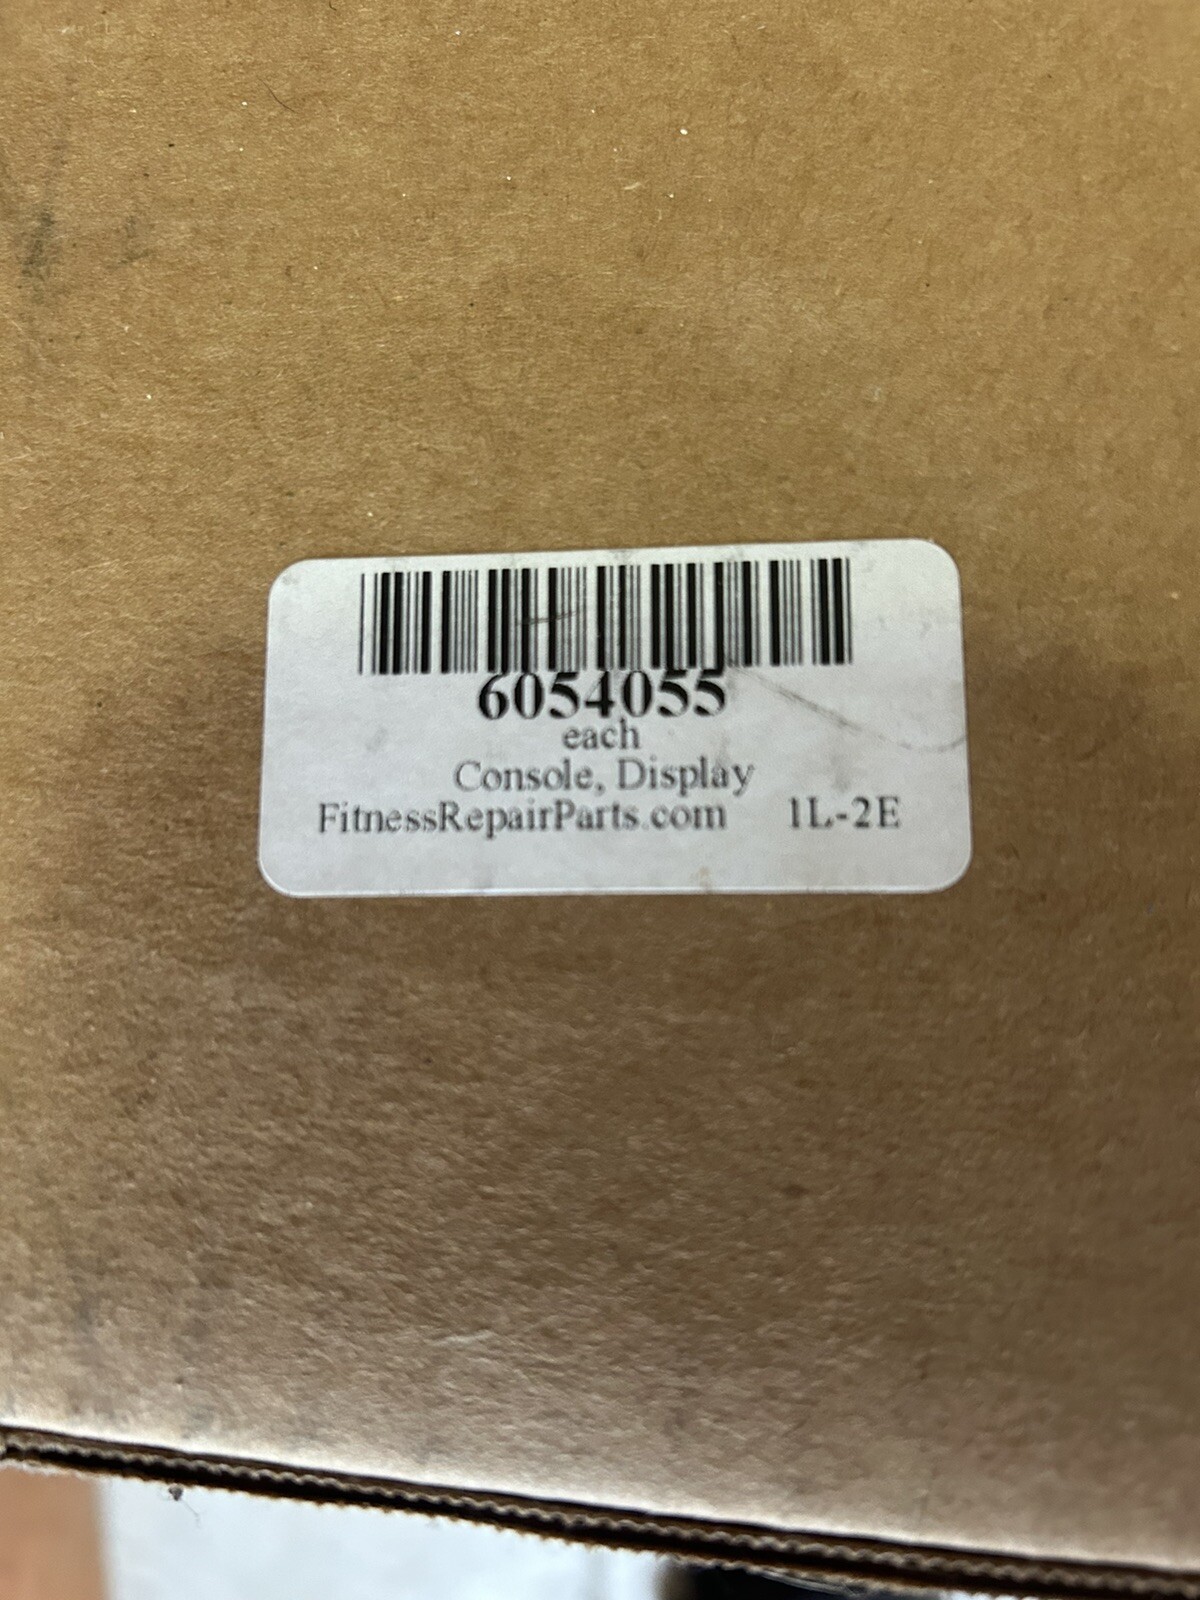 6054055
each
Console, Display
FitnessRepairParts.com 1L-2E